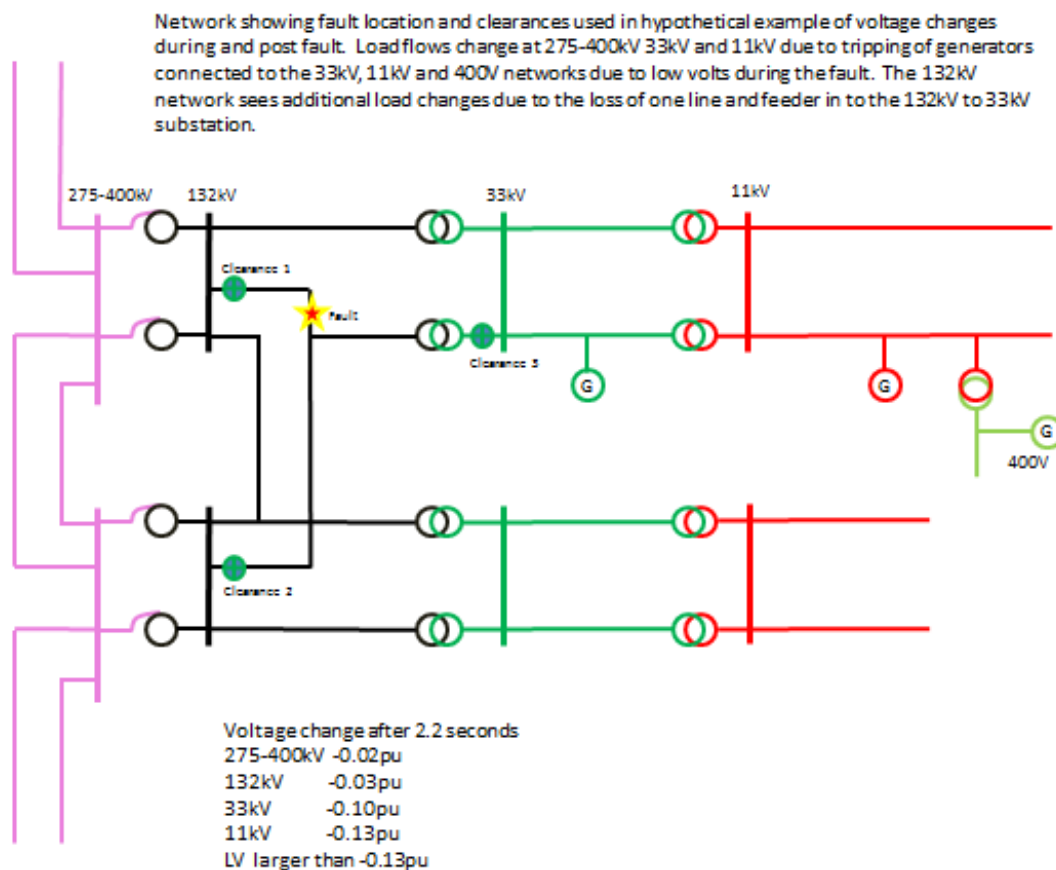 Network showing fault location and clearances used in hypothetical example of voltage changes
during and post fault. Loadflows change at 275-400kV 33kV and 11kV due to tripping of generators
connected to the 33kV, 11kV and 400V networks due to low volts during the fault. The 132kV
network sees additional load changes due to the loss of one line and feeder in to the 132kV to 33kV
substation.
275-400kV 132kV 33kV 11kV
Clearance 1
Fault
Clearance 3
G G
G
400V
Clearance 2
Voltage change after 2.2 seconds
275-400kV -0.02pu
132kV -0.03pu
33kV -0.10pu
11kV -0.13pu
LV larger than -0.13pu